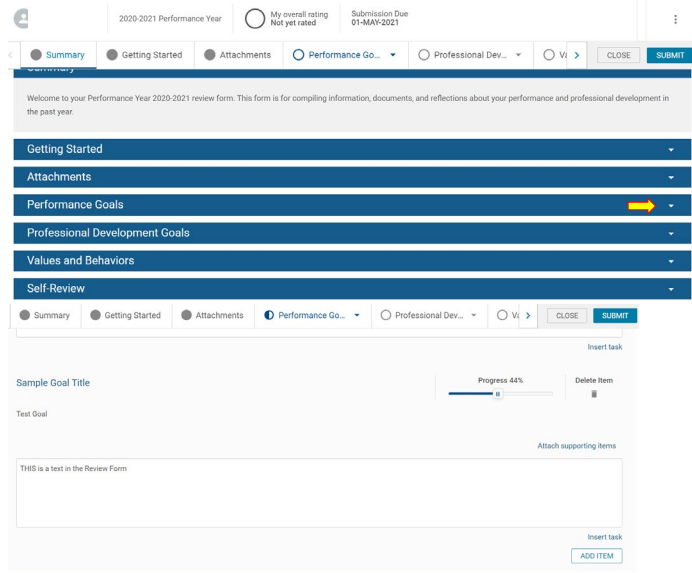 2020-2021 Performance Year
My overall rating
Not yet rated
Submission Due
01-MAY-2021
Summary
Getting Started
Attachments
Performance Go...
Professional Dev...
CLOSE
SUBMIT
Summary
Welcome to your Performance Year 2020-2021 review form. This form is for compiling information, documents, and reflections about your performance and professional development in
the past year.
Getting Started
Attachments
Performance Goals
Professional Development Goals
Values and Behaviors
Self-Review
Summary
Getting Started
Attachments
Performance Go...
Professional Dev...
CLOSE
SUBMIT
Insert task
Sample Goal Title
Progress 44%
Delete Item
Test Goal
Attach supporting items
THIS is a text in the Review Form
Insert task
ADD ITEM